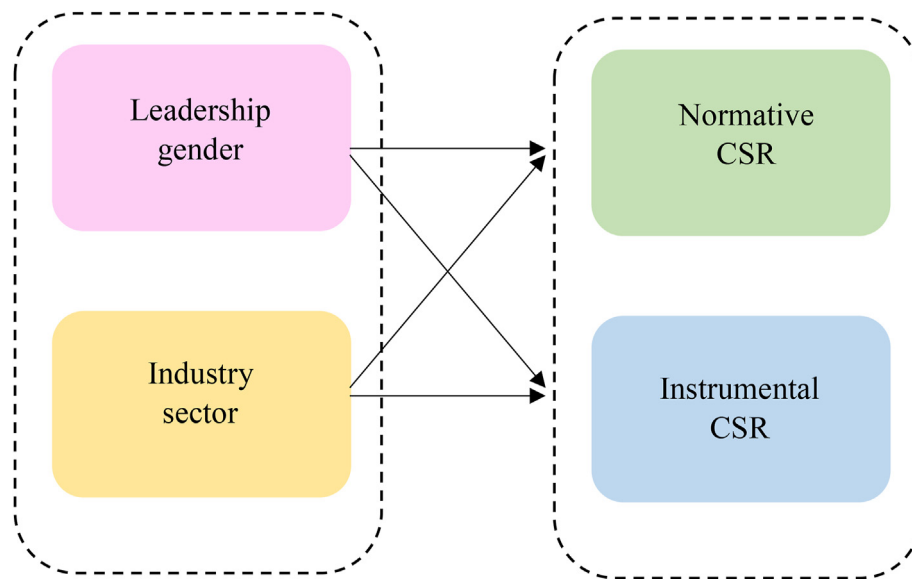 Leadership
gender
Normative
CSR
Industry
sector
Instrumental
CSR